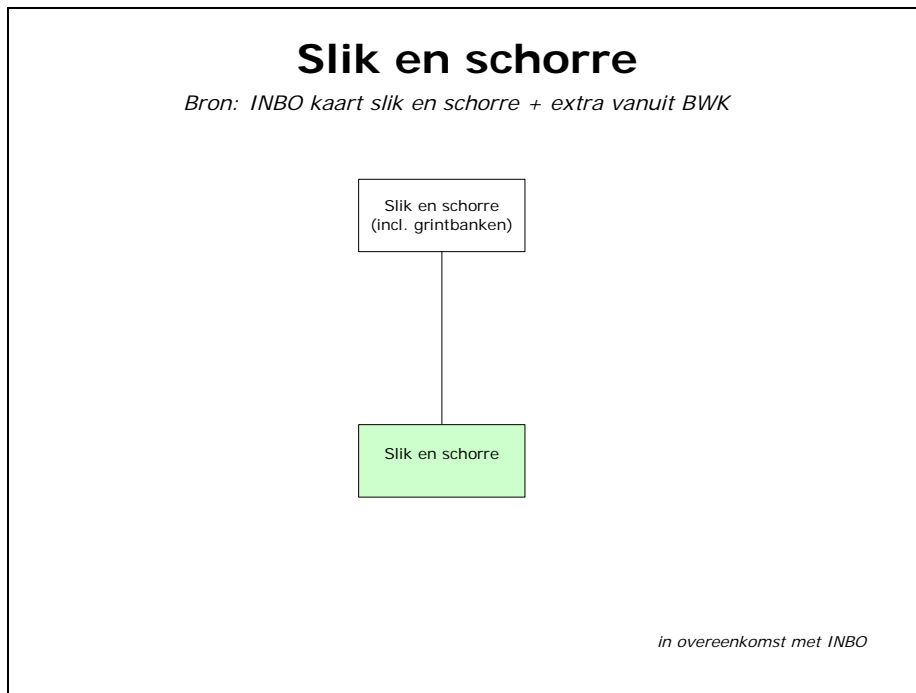 Slik en schorre
Bron: INBO kaart slik en schorre + extra vanuit BWK
Slik en schorre
(incl. grintbanken)
Slik en schorre
in overeenkomst met INBO